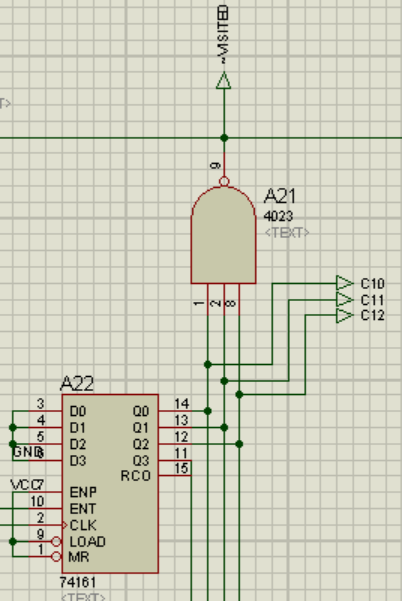 ~VISITED
T>
9
A21
4023
<TEXT>
1
2
8
C10
C11
C12
A22
3 D0 Q0 14
4 D1 Q1 13
5 D2 Q2 12
GND 6 D3 Q3 11
RCO 15
VCC 7 ENP
10 ENT
2 CLK
9 LOAD
1 MR
74161
<TEXT>